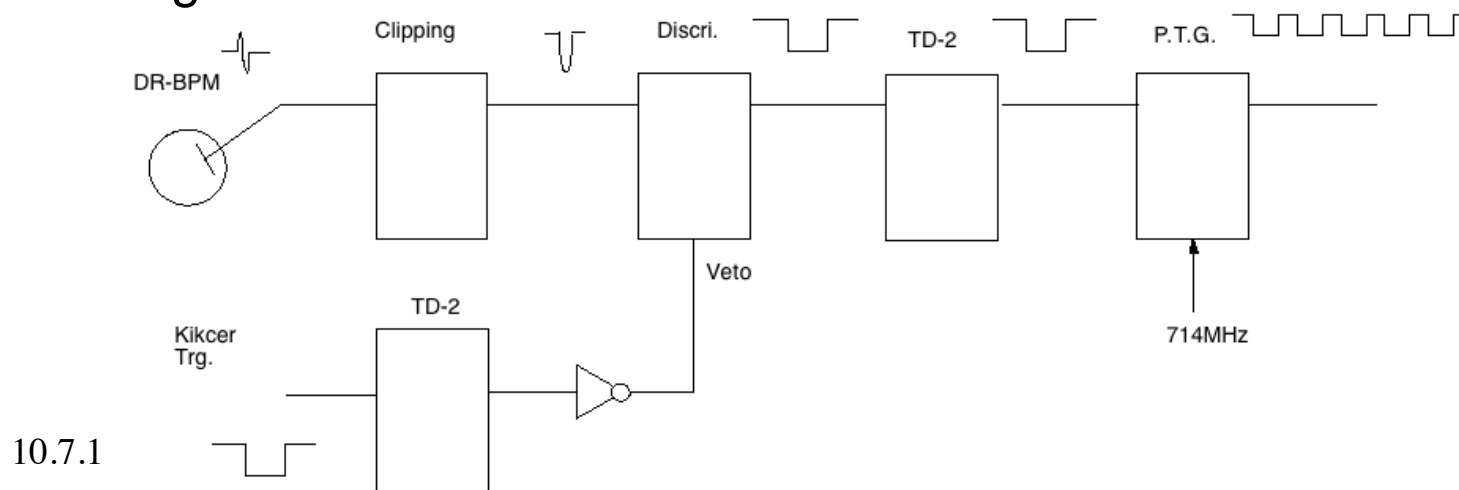 Clipping
Discri.
TD-2
P.T.G.
DR-BPM
Veto
TD-2
Kikcer
Trg.
714MHz
10.7.1